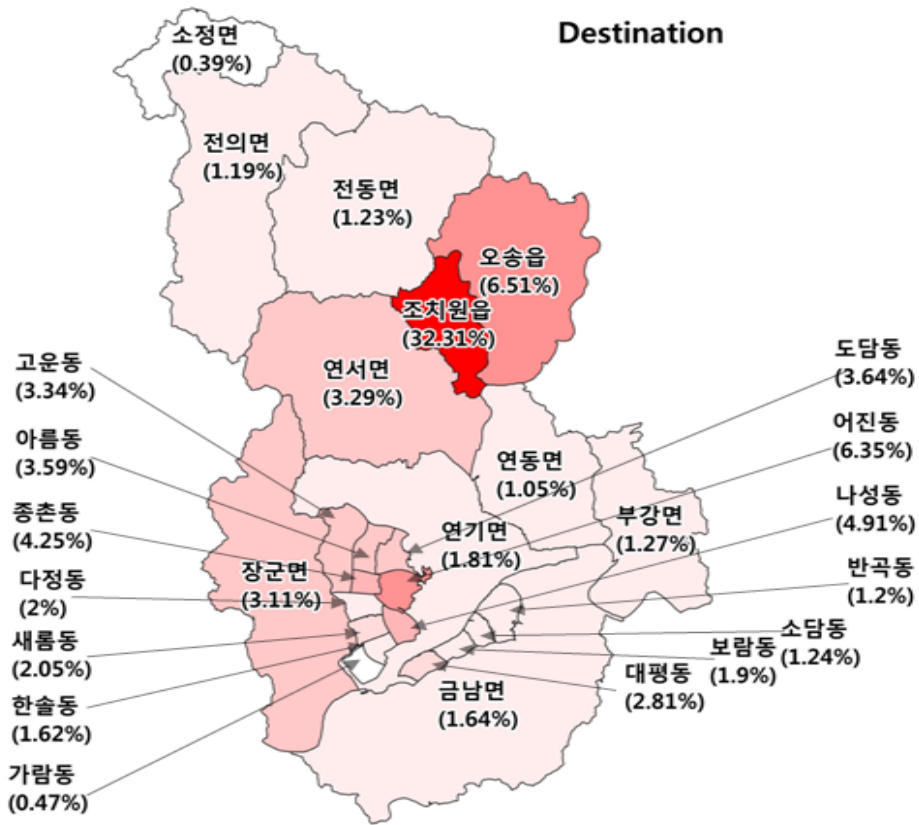 Destination
소정면
(0.39%)
전의면
(1.19%)
전동면
(1.23%)
오송읍
(6.51%)
조치원읍
(32.31%)
연서면
(3.29%)
고운동
(3.34%)
도담동
(3.64%)
아름동
(3.59%)
어진동
(6.35%)
연동면
(1.05%)
나성동
(4.91%)
종촌동
(4.25%)
연기면
(1.81%)
부강면
(1.27%)
장군면
(3.11%)
다정동
(2%)
반곡동
(1.2%)
새롬동
(2.05%)
소담동
(1.24%)
보람동
(1.9%)
대평동
(2.81%)
금남면
(1.64%)
한솔동
(1.62%)
가람동
(0.47%)